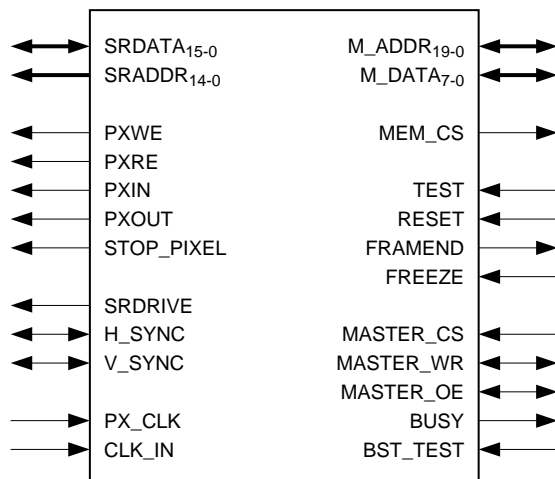 SRDATA15-0 M_ADDR19-0
SRADDR14-0 M_DATA7-0
PXWE MEM_CS
PXRE
PXIN TEST
PXOUT RESET
STOP_PIXEL FRAMEND
FREEZE
SRDRIVE
H_SYNC MASTER_CS
V_SYNC MASTER_WR
MASTER_OE
PX_CLK BUSY
CLK_IN BST_TEST